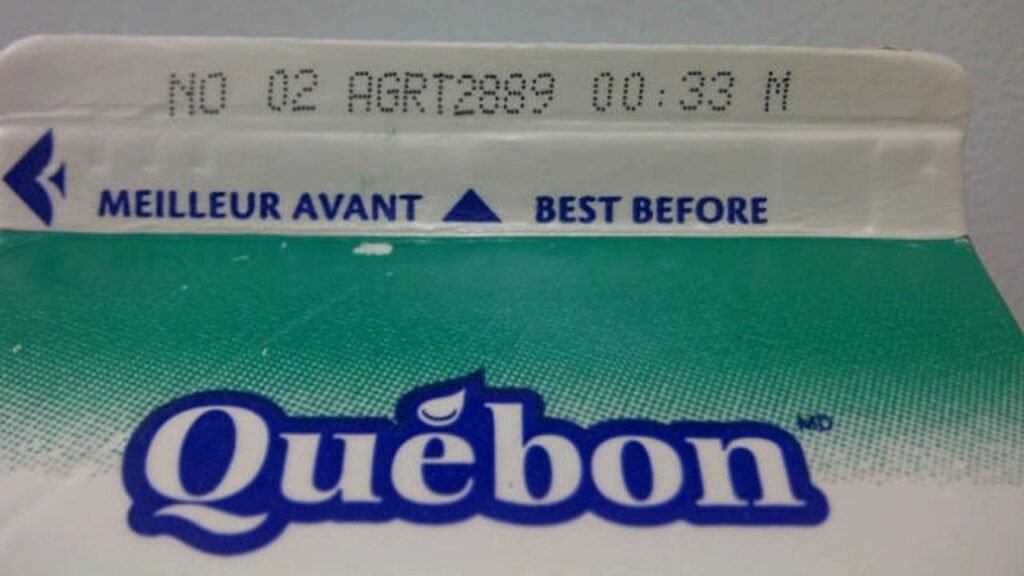 NO 02 AGRT2889 00:33 M
MEILLEUR AVANT BEST BEFORE
Québon MD